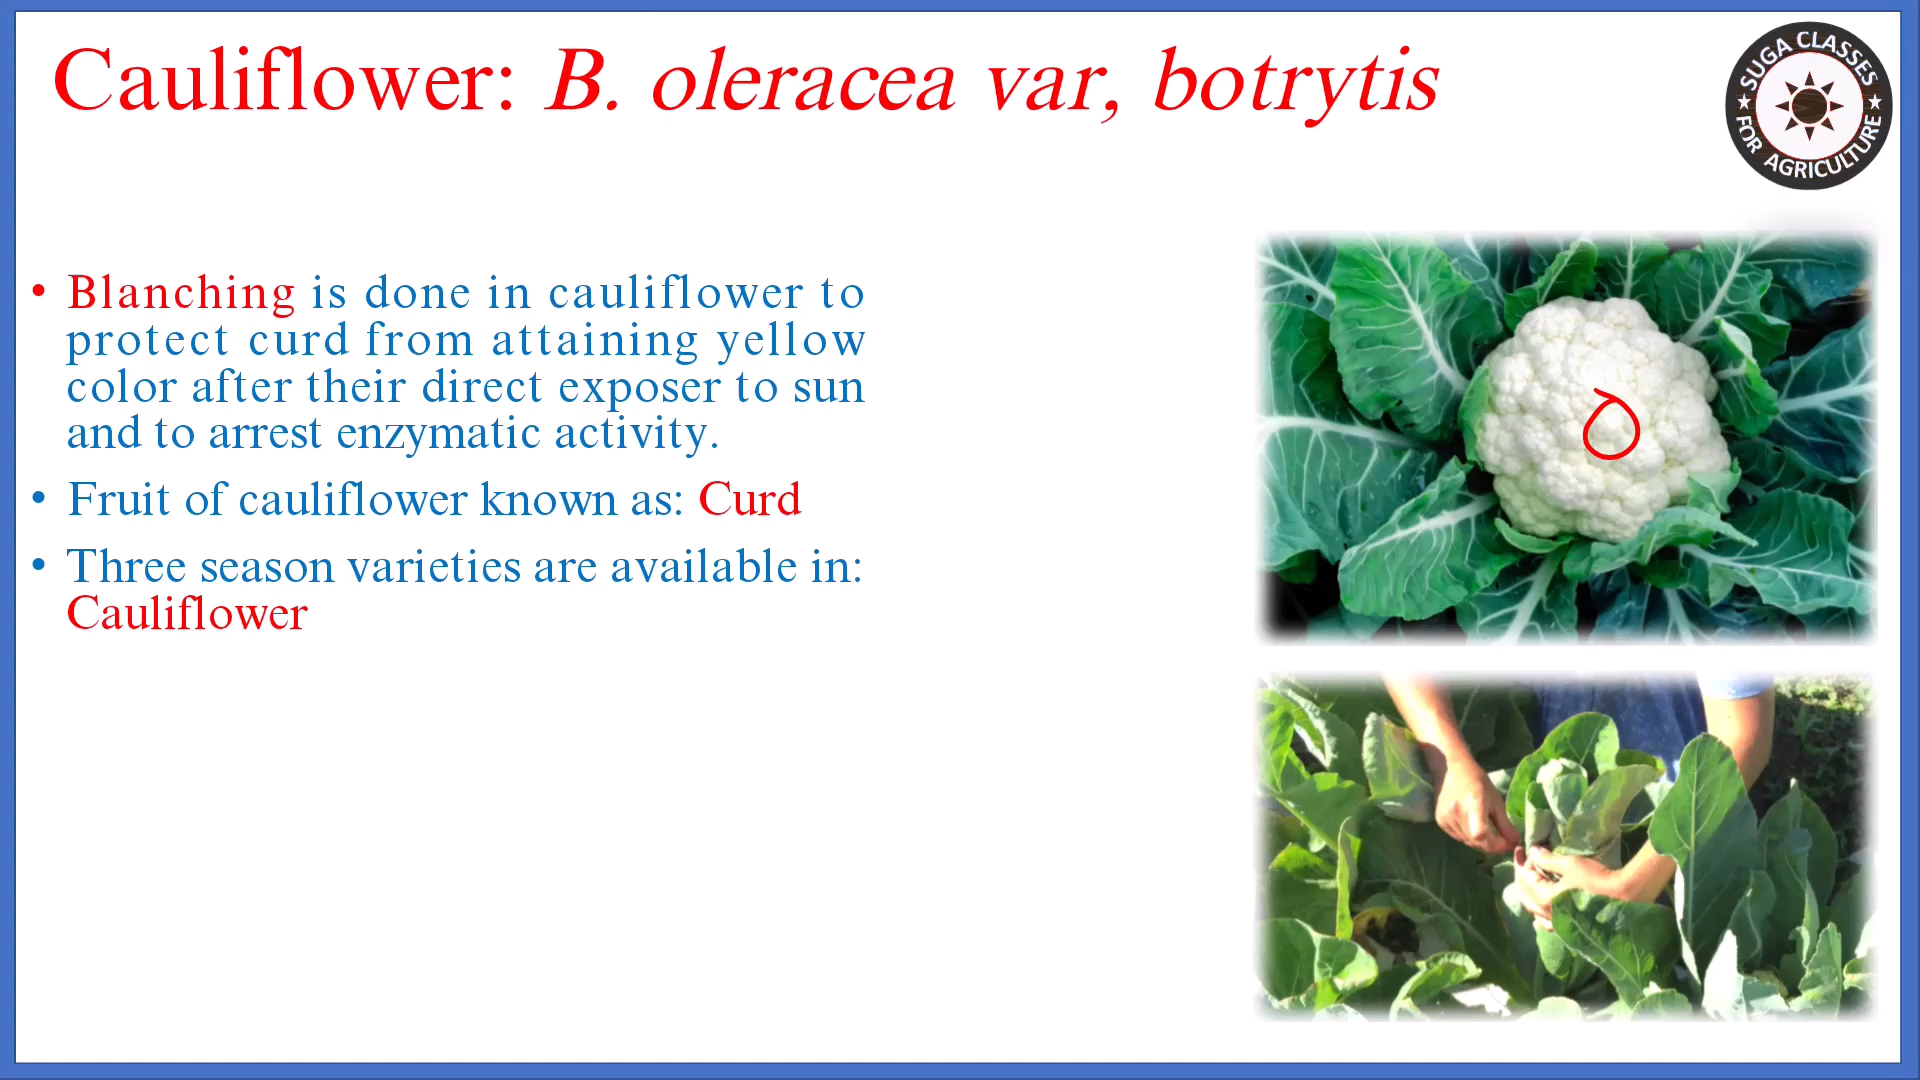 Cauliflower: B. oleracea var, botrytis
SUGA CLASSES
FOR AGRICULTURE
• Blanching is done in cauliflower to
protect curd from attaining yellow
color after their direct exposer to sun
and to arrest enzymatic activity.
• Fruit of cauliflower known as: Curd
• Three season varieties are available in:
Cauliflower